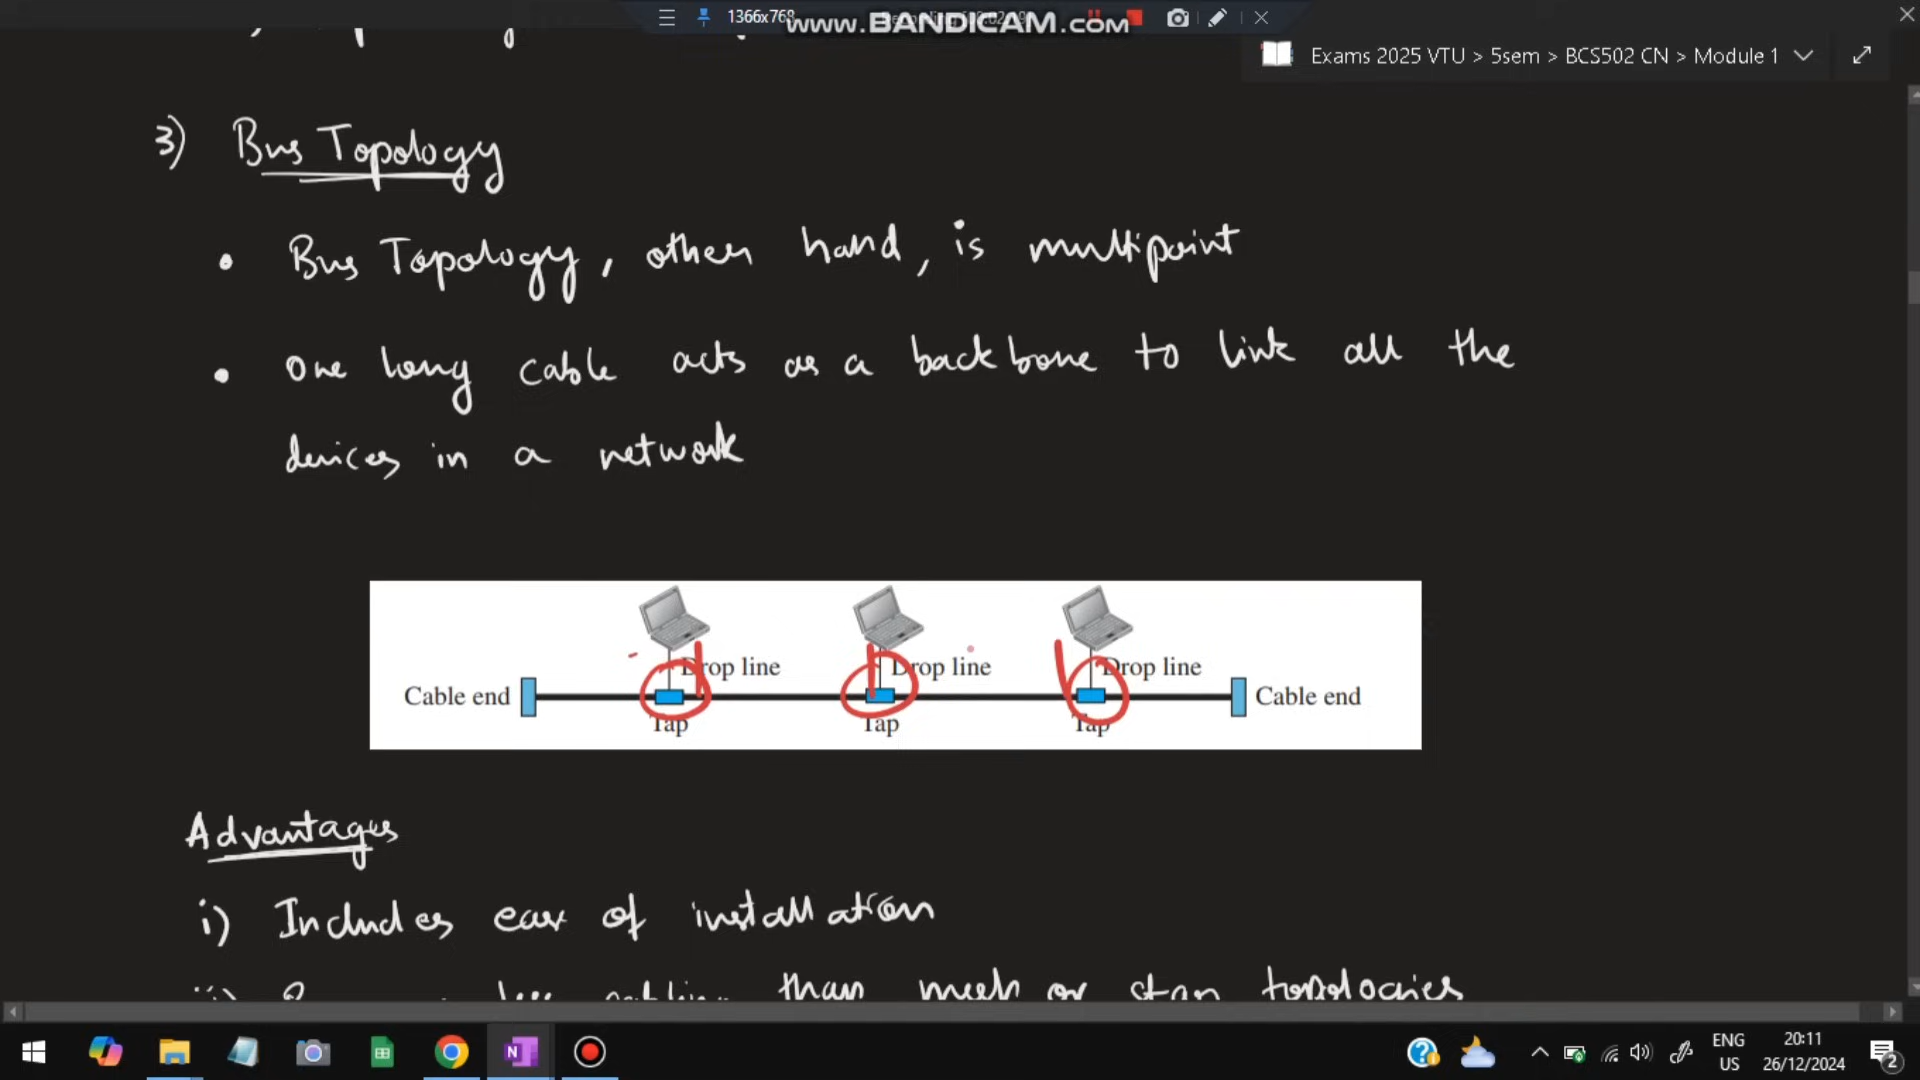 1366x768
www.BANDICAM.com
Exams 2025 VTU > 5sem > BCS502 CN > Module 1
3) Bus Topology
• Bus Topology, other hand, is multipoint
• One long cable acts as a backbone to link all the
devices in a network
Drop line Drop line Drop line
Cable end Cable end
Tap Tap Tap
Advantages
i) Includes ease of installation
less cabling than mesh or star topologies
ENG 20:11
US 26/12/2024
2